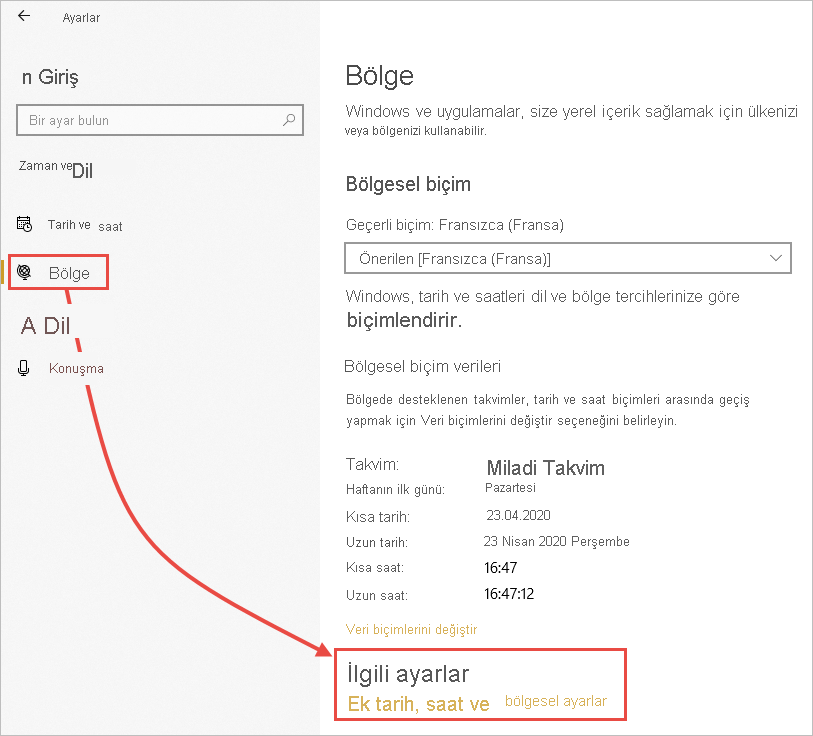 Ayarlar
n Giriş
Bir ayar bulun
Zaman ve Dil
Tarih ve saat
Bölge
A Dil
Konuşma
Bölge
Windows ve uygulamalar, size yerel içerik sağlamak için ülkenizi
veya bölgenizi kullanabilir.
Bölgesel biçim
Geçerli biçim: Fransızca (Fransa)
Önerilen [Fransızca (Fransa)]
Windows, tarih ve saatleri dil ve bölge tercihlerinize göre
biçimlendirir.
Bölgesel biçim verileri
Bölgede desteklenen takvimler, tarih ve saat biçimleri arasında geçiş
yapmak için Veri biçimlerini değiştir seçeneğini belirleyin.
Takvim: Miladi Takvim
Haftanın ilk günü: Pazartesi
Kısa tarih: 23.04.2020
Uzun tarih: 23 Nisan 2020 Perşembe
Kısa saat: 16:47
Uzun saat: 16:47:12
Veri biçimlerini değiştir
İlgili ayarlar
Ek tarih, saat ve bölgesel ayarlar